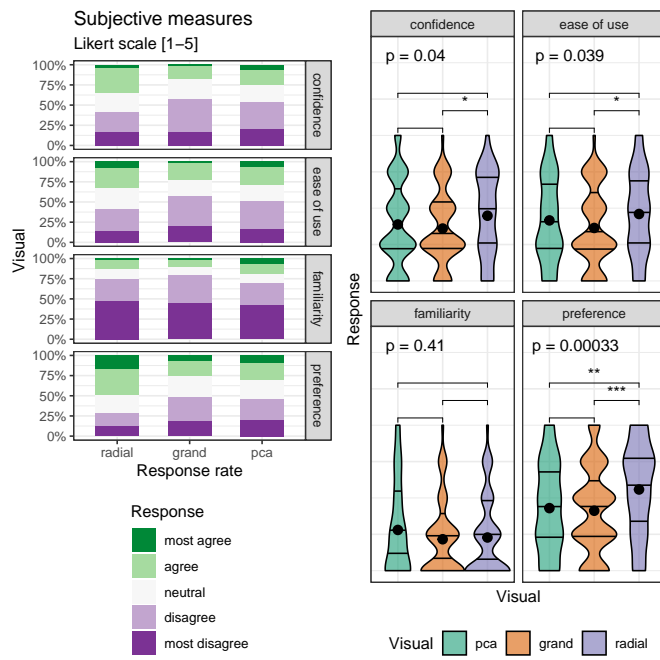 Subjective measures
Likert scale [1−5]
100%
75%
50%
25%
0%
confidence
100%
75%
50%
25%
0%
ease of use
100%
75%
50%
25%
0%
familiarity
100%
75%
50%
25%
0%
preference
Visual
radial
grand
pca
Response rate
Response
most agree
agree
neutral
disagree
most disagree
confidence
p = 0.04
*
ease of use
p = 0.039
*
familiarity
p = 0.41
preference
p = 0.00033
**
***
Response
Visual
Visual
pca
grand
radial